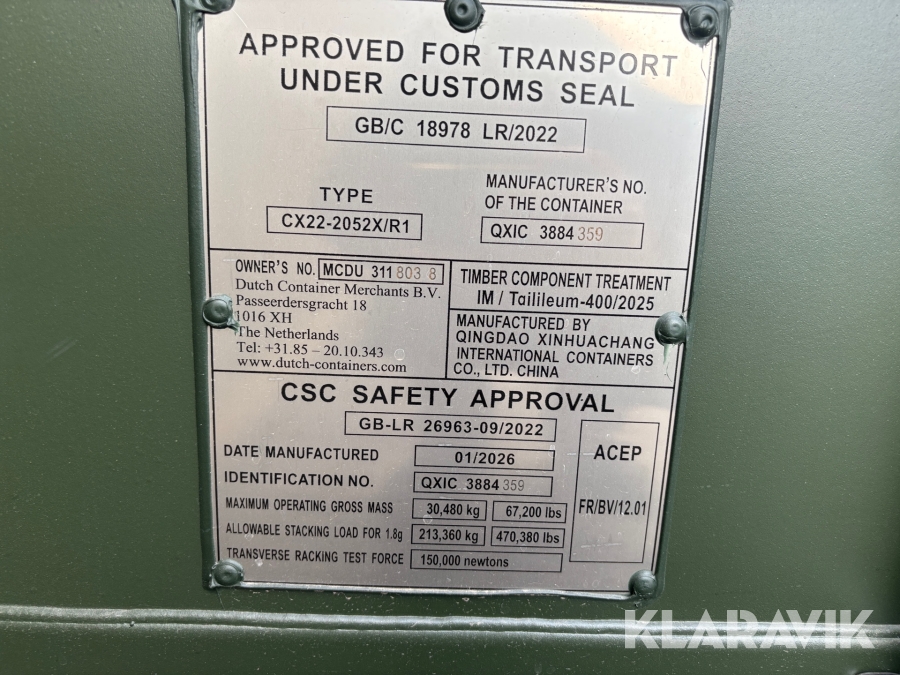 APPROVED FOR TRANSPORT
UNDER CUSTOMS SEAL
GB/C 18978 LR/2022
TYPE
CX22-2052X/R1
MANUFACTURER'S NO.
OF THE CONTAINER
QXIC 3884 359
OWNER'S NO. MCDU 311 803 8
Dutch Container Merchants B.V.
Passeerdersgracht 18
1016 XH
The Netherlands
Tel: +31.85 – 20.10.343
www.dutch-containers.com
TIMBER COMPONENT TREATMENT
IM / Tailileum-400/2025
MANUFACTURED BY
QINGDAO XINHUACHANG
INTERNATIONAL CONTAINERS
CO., LTD. CHINA
CSC SAFETY APPROVAL
GB-LR 26963-09/2022
DATE MANUFACTURED 01/2026
IDENTIFICATION NO. QXIC 3884 359
MAXIMUM OPERATING GROSS MASS 30,480 kg 67,200 lbs
ALLOWABLE STACKING LOAD FOR 1.8g 213,360 kg 470,380 lbs
TRANSVERSE RACKING TEST FORCE 150,000 newtons
ACEP
FR/BV/12.01
KLARAVIK